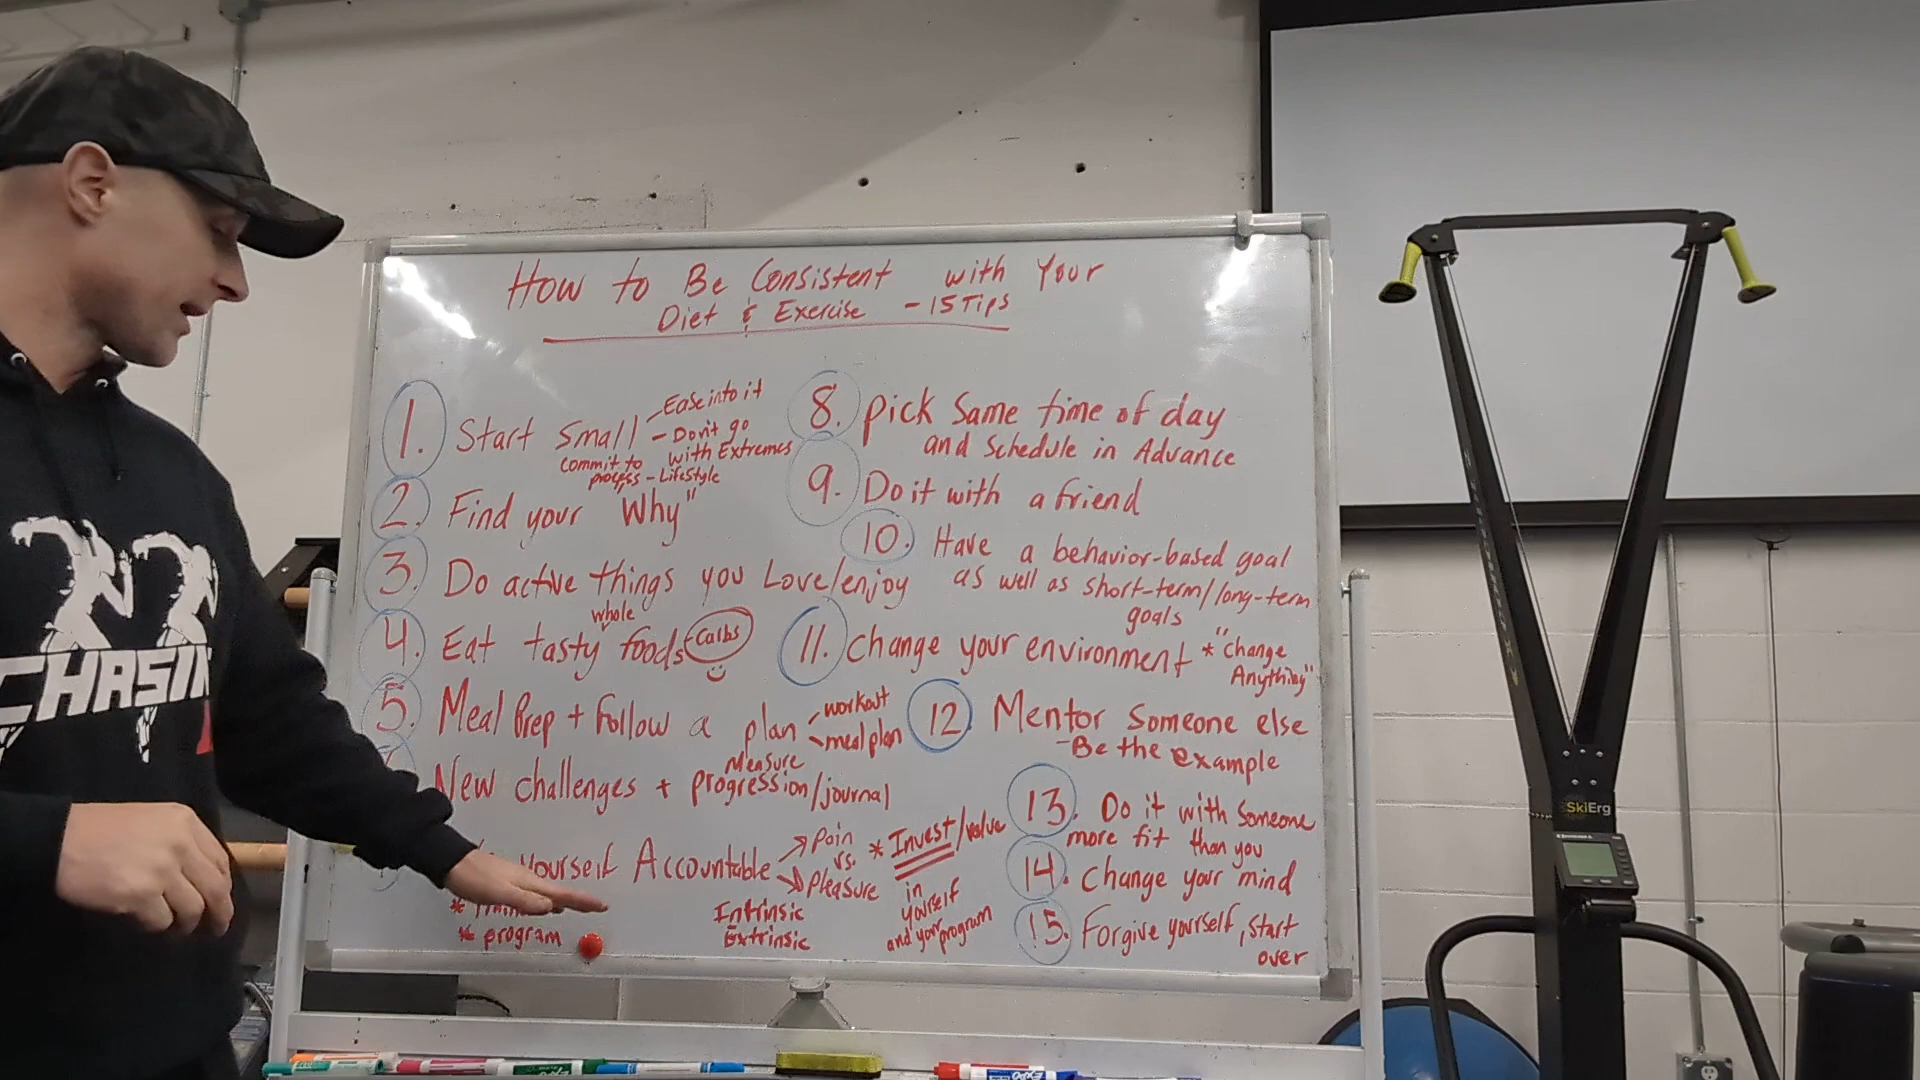 How to Be Consistent with Your
Diet & Exercise - 15 Tips
1. Start Small - Ease into it
- Don't go
with Extremes
Commit to
process - LifeStyle
2. Find your "Why"
3. Do active things you Love/enjoy
4. Eat tasty whole foods Carbs
5. Meal Prep + Follow a plan - workout
- meal plan
New challenges + Measure progression/journal
yourself Accountable → Pain
vs.
→ Pleasure
* Invest/value
in
yourself
and your program
Intrinsic
Extrinsic
* program
8. Pick Same time of day
and Schedule in Advance
9. Do it with a friend
10. Have a behavior-based goal
as well as short-term/long-term
goals
11. Change your environment * "Change
Anything"
12. Mentor Someone else
- Be the example
13. Do it with Someone
more fit than you
14. Change your mind
15. Forgive yourself, start
over
CHASIN
SkiErg
EXPO
EXPO